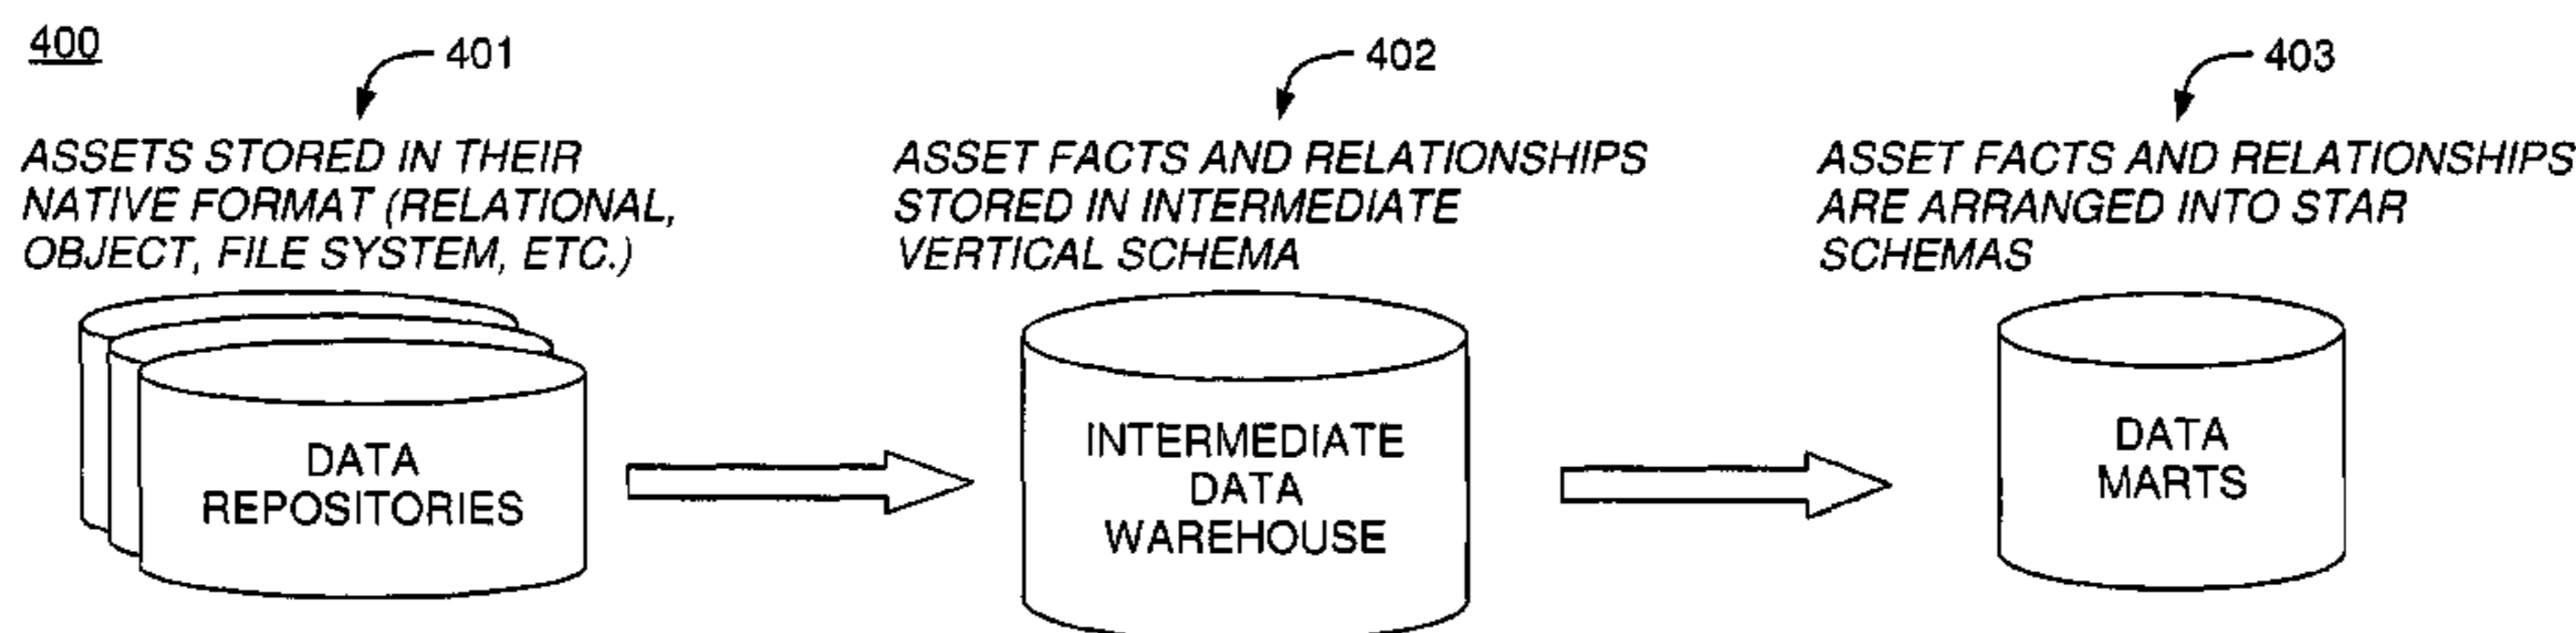 400
401
ASSETS STORED IN THEIR
NATIVE FORMAT (RELATIONAL,
OBJECT, FILE SYSTEM, ETC.)
DATA
REPOSITORIES
402
ASSET FACTS AND RELATIONSHIPS
STORED IN INTERMEDIATE
VERTICAL SCHEMA
INTERMEDIATE
DATA
WAREHOUSE
403
ASSET FACTS AND RELATIONSHIPS
ARE ARRANGED INTO STAR
SCHEMAS
DATA
MARTS